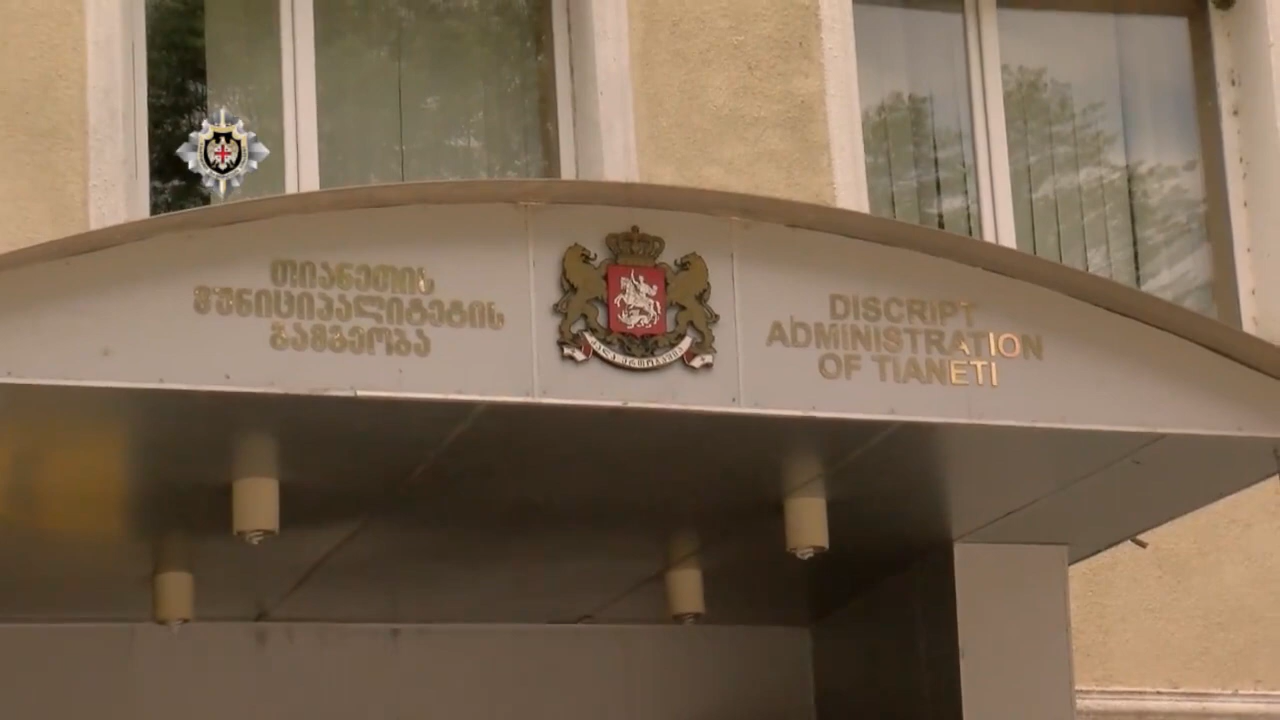 თიანეთის
მუნიციპალიტეტის
გამგეობა
DISCRIPT
ADMINISTRATION
OF TIANETI